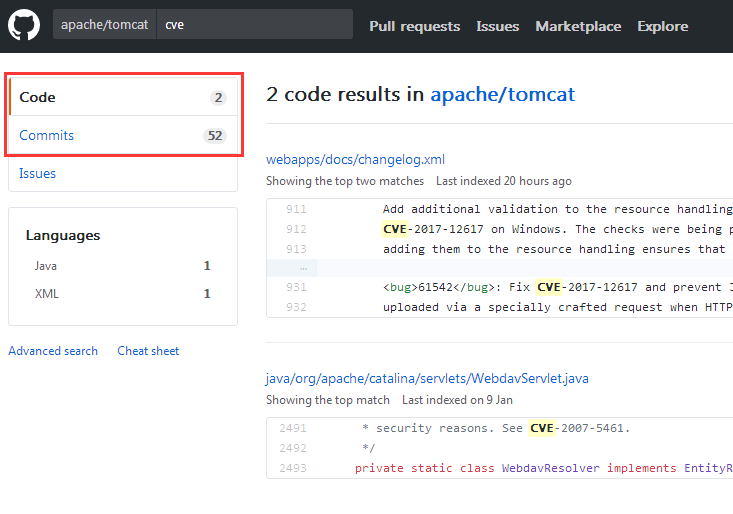 apache/tomcat cve Pull requests Issues Marketplace Explore
Code 2
Commits 52
Issues
Languages
Java 1
XML 1
Advanced search Cheat sheet
2 code results in apache/tomcat
webapps/docs/changelog.xml
Showing the top two matches Last indexed 20 hours ago
911 Add additional validation to the resource handling
912 CVE-2017-12617 on Windows. The checks were being p
913 adding them to the resource handling ensures that
…
931 <bug>61542</bug>: Fix CVE-2017-12617 and prevent
932 uploaded via a specially crafted request when HTTP
java/org/apache/catalina/servlets/WebdavServlet.java
Showing the top match Last indexed on 9 Jan
2491 * security reasons. See CVE-2007-5461.
2492 */
2493 private static class WebdavResolver implements EntityR